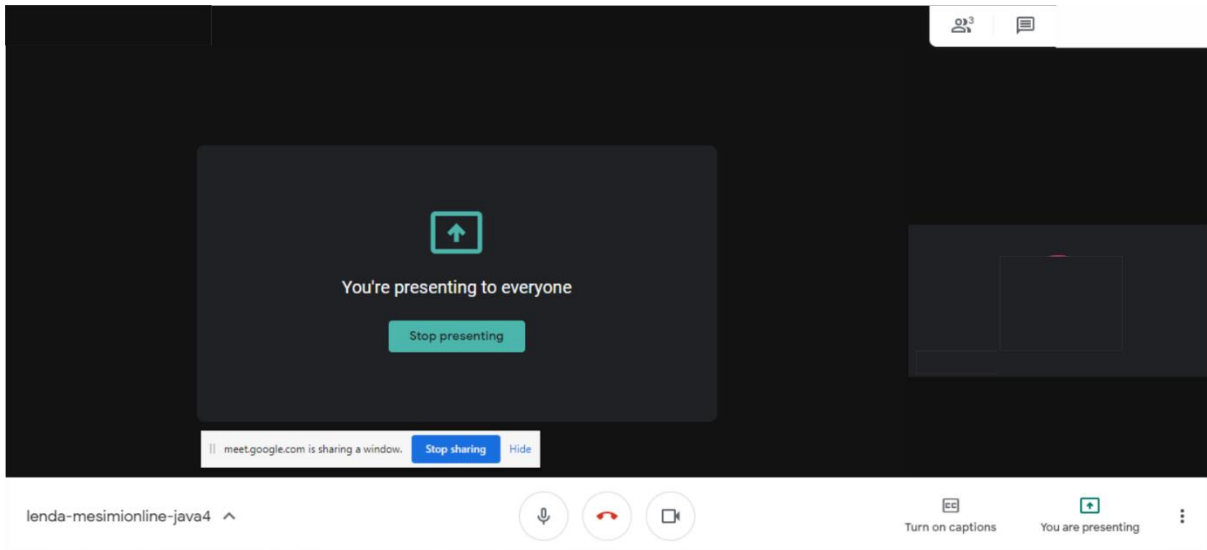 3
You're presenting to everyone
Stop presenting
meet.google.com is sharing a window. Stop sharing Hide
lenda-mesimionline-java4
CC
Turn on captions
You are presenting